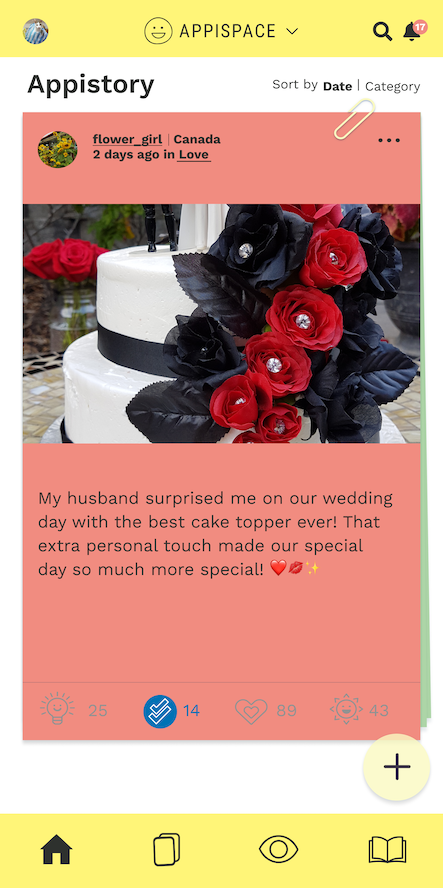 APPISPACE
17
Appistory
Sort by Date | Category
flower_girl | Canada
2 days ago in Love
My husband surprised me on our wedding
day with the best cake topper ever! That
extra personal touch made our special
day so much more special! ❤️💋✨
25 14 89 43